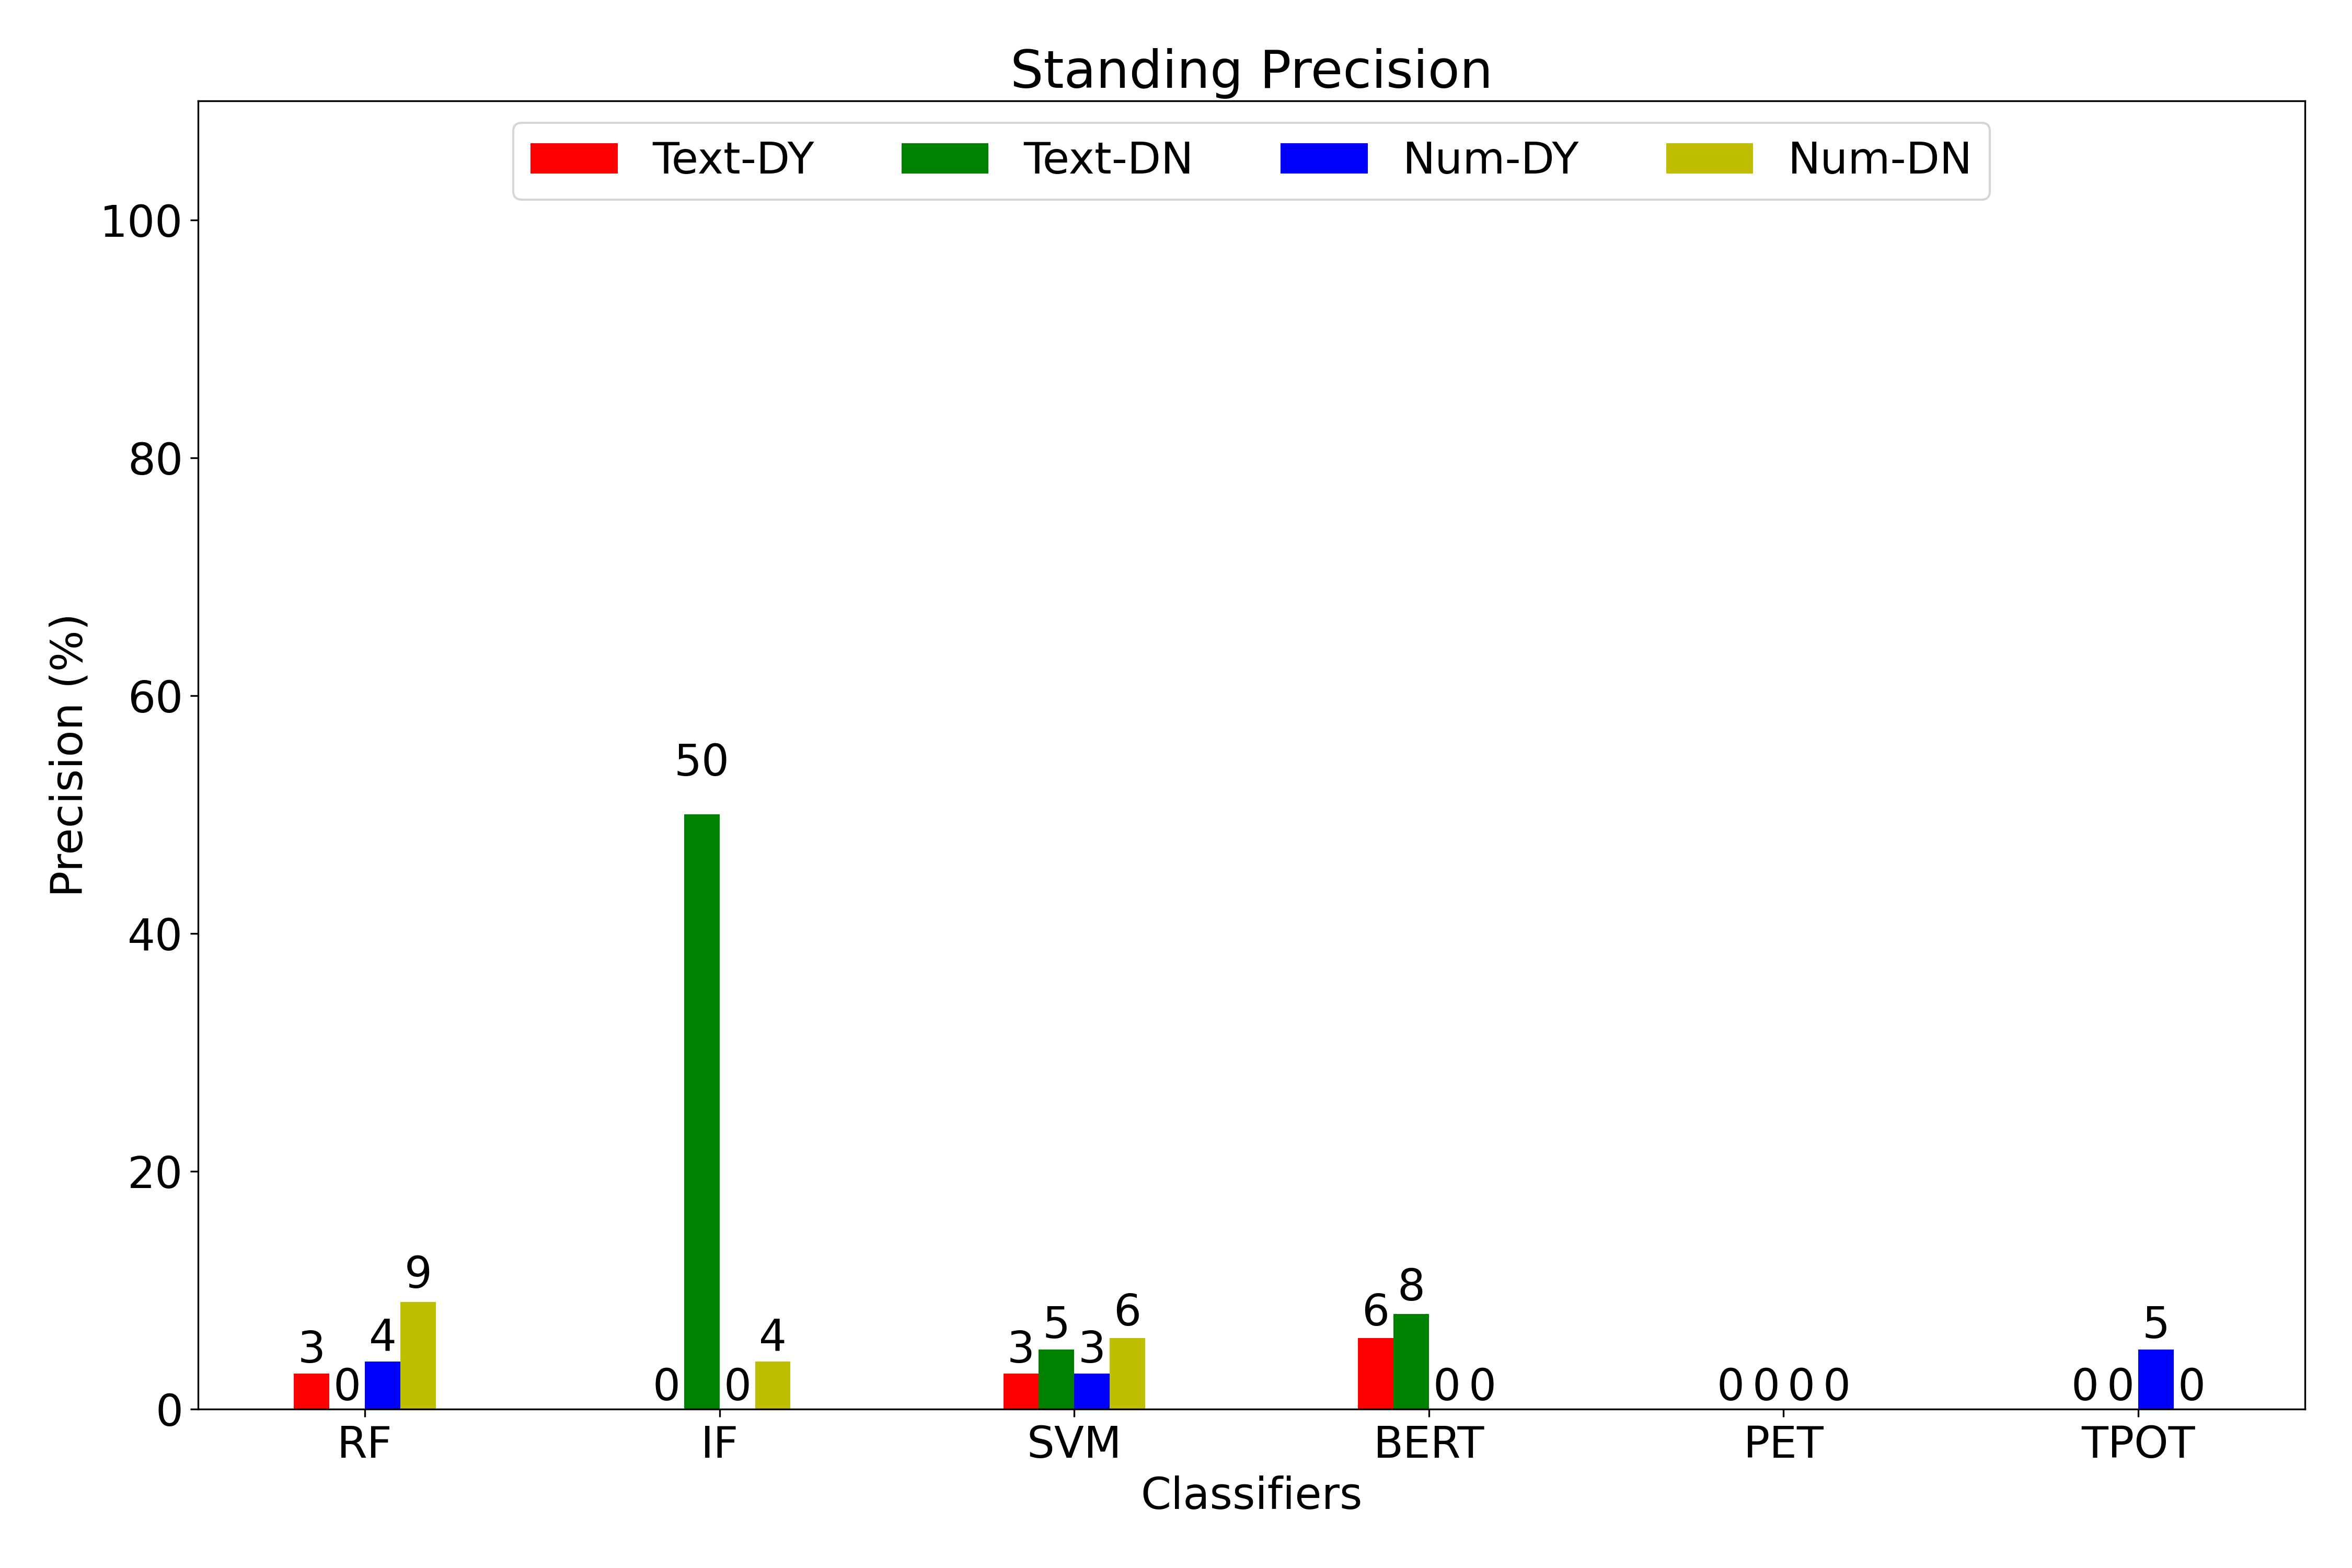 Standing Precision
Text-DY Text-DN Num-DY Num-DN
Precision (%)
100
80
60
40
20
0
3 0 4 9
0 50 0 4
3 5 3 6
6 8 0 0
0 0 0 0
0 0 5 0
RF IF SVM BERT PET TPOT
Classifiers